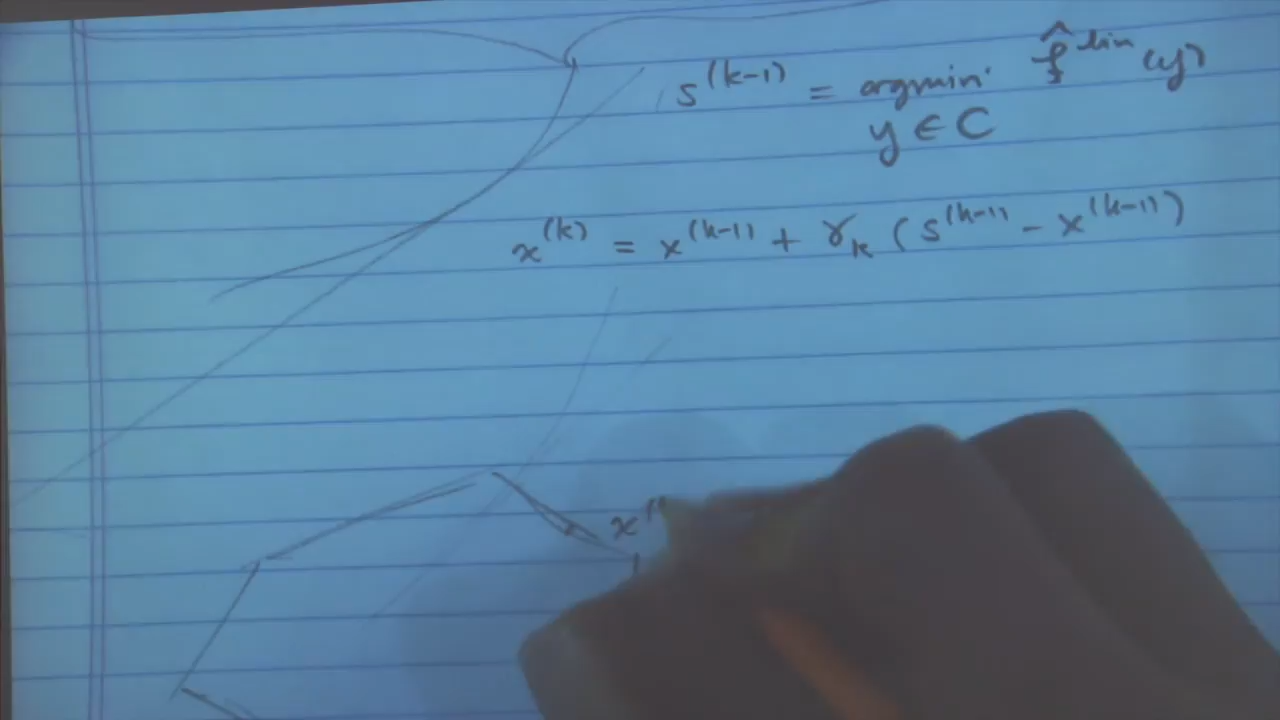 s^(k-1) = argmin f̂^lin (y)
y ∈ C
x^(k) = x^(k-1) + γ_k (s^(k-1) - x^(k-1))
x^(